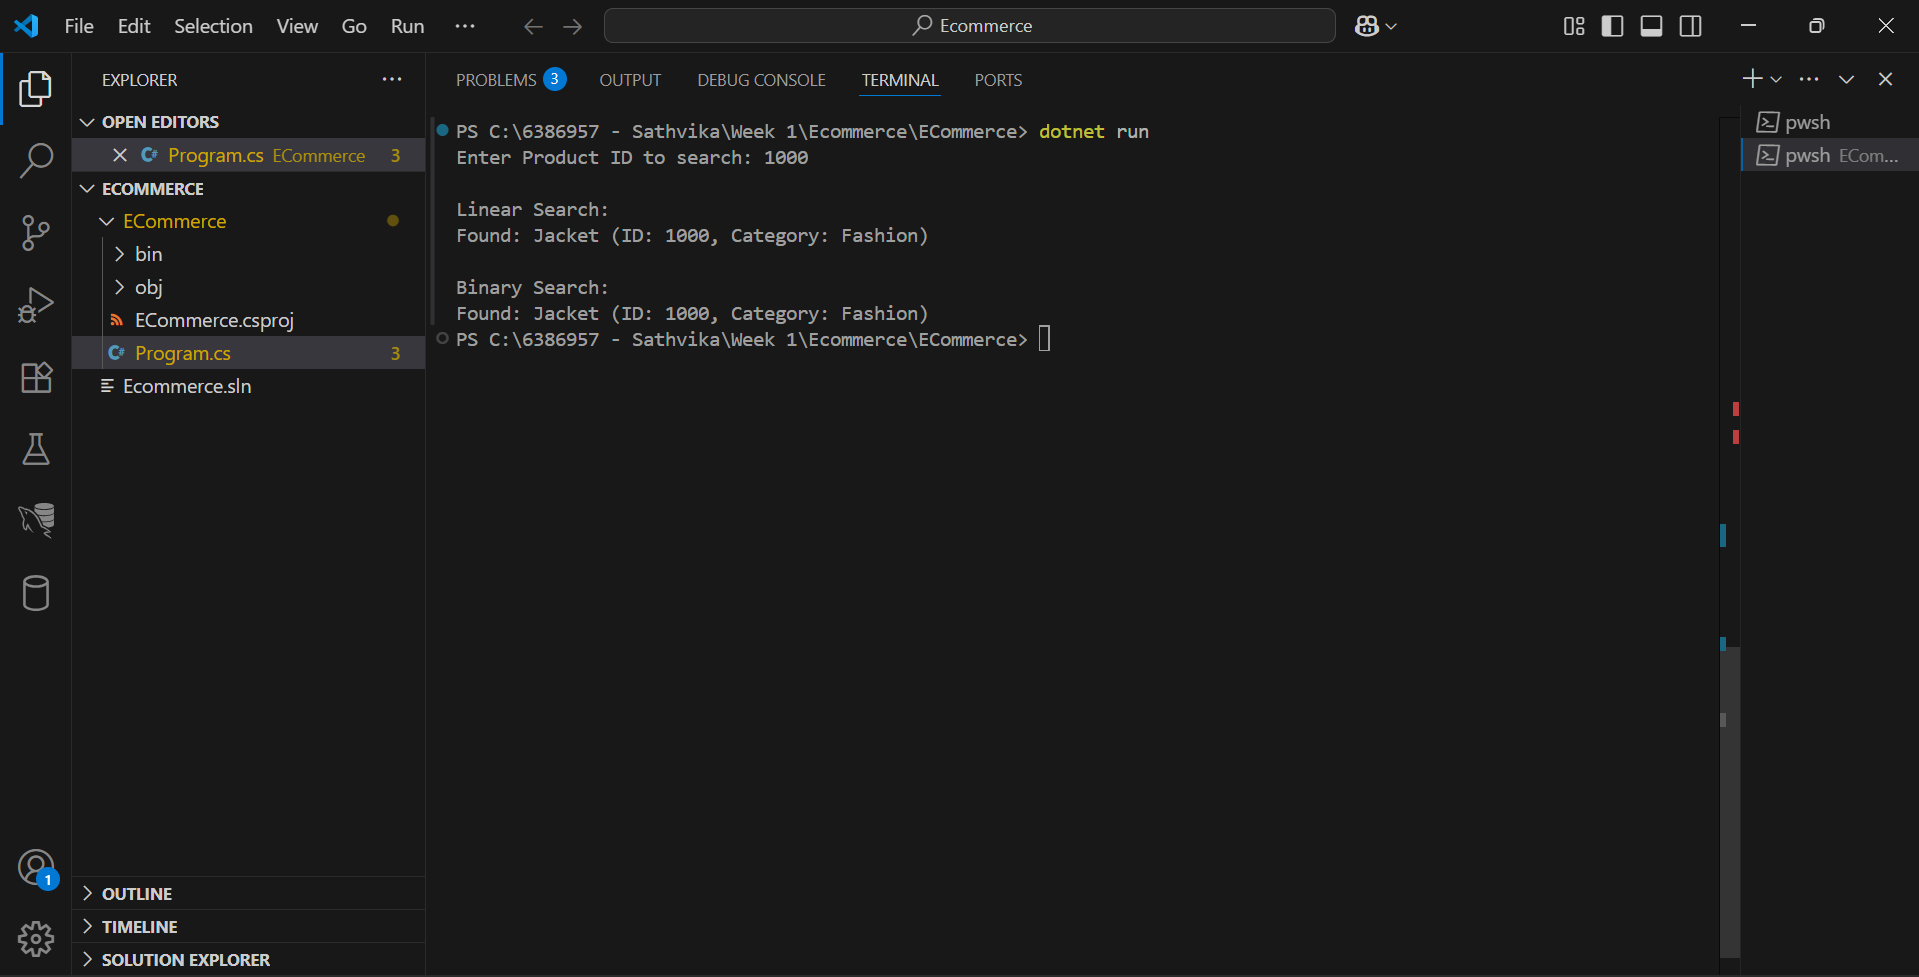 File Edit Selection View Go Run ··· Ecommerce
EXPLORER ···
OPEN EDITORS
Program.cs ECommerce 3
ECOMMERCE
ECommerce
bin
obj
ECommerce.csproj
Program.cs 3
Ecommerce.sln
OUTLINE
TIMELINE
SOLUTION EXPLORER
1
PROBLEMS 3 OUTPUT DEBUG CONSOLE TERMINAL PORTS
PS C:\6386957 - Sathvika\Week 1\Ecommerce\ECommerce> dotnet run
Enter Product ID to search: 1000
Linear Search:
Found: Jacket (ID: 1000, Category: Fashion)
Binary Search:
Found: Jacket (ID: 1000, Category: Fashion)
PS C:\6386957 - Sathvika\Week 1\Ecommerce\ECommerce>
pwsh
pwsh ECom...